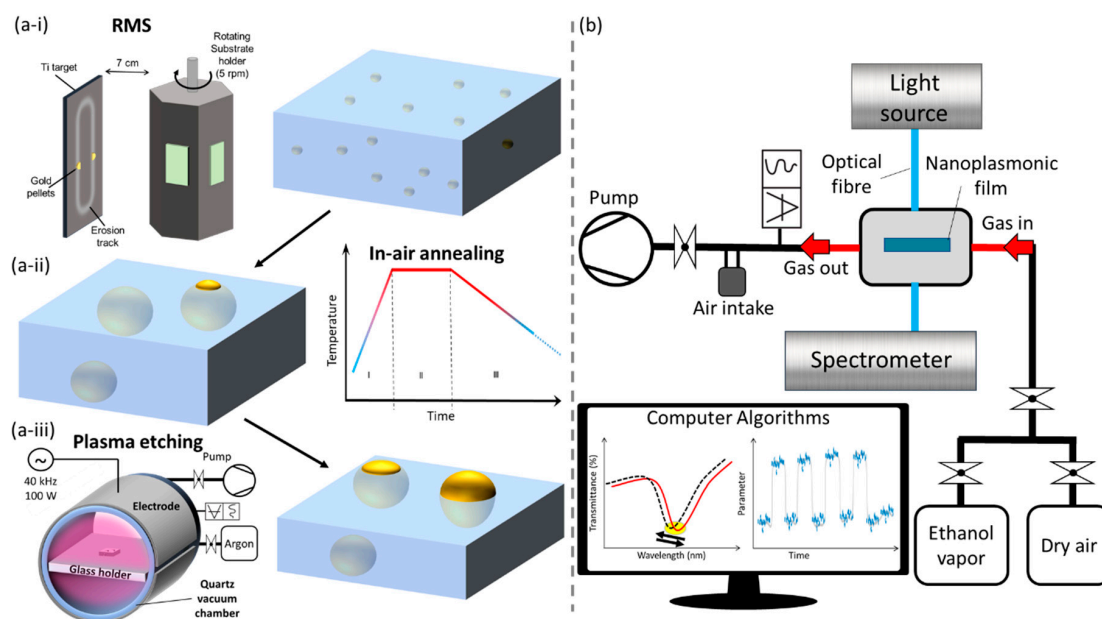 (a-i)
RMS
Ti target
7 cm
Rotating
Substrate
holder
(5 rpm)
Gold
pellets
Erosion
track
(a-ii)
In-air annealing
Temperature
I
II
III
Time
(a-iii)
Plasma etching
40 kHz
100 W
Pump
Electrode
Argon
Glass holder
Quartz
vacuum
chamber
(b)
Light
source
Optical
fibre
Nanoplasmonic
film
Pump
Gas in
Gas out
Air intake
Spectrometer
Computer Algorithms
Transmittance (%)
Wavelength (nm)
Parameter
Time
Ethanol
vapor
Dry air